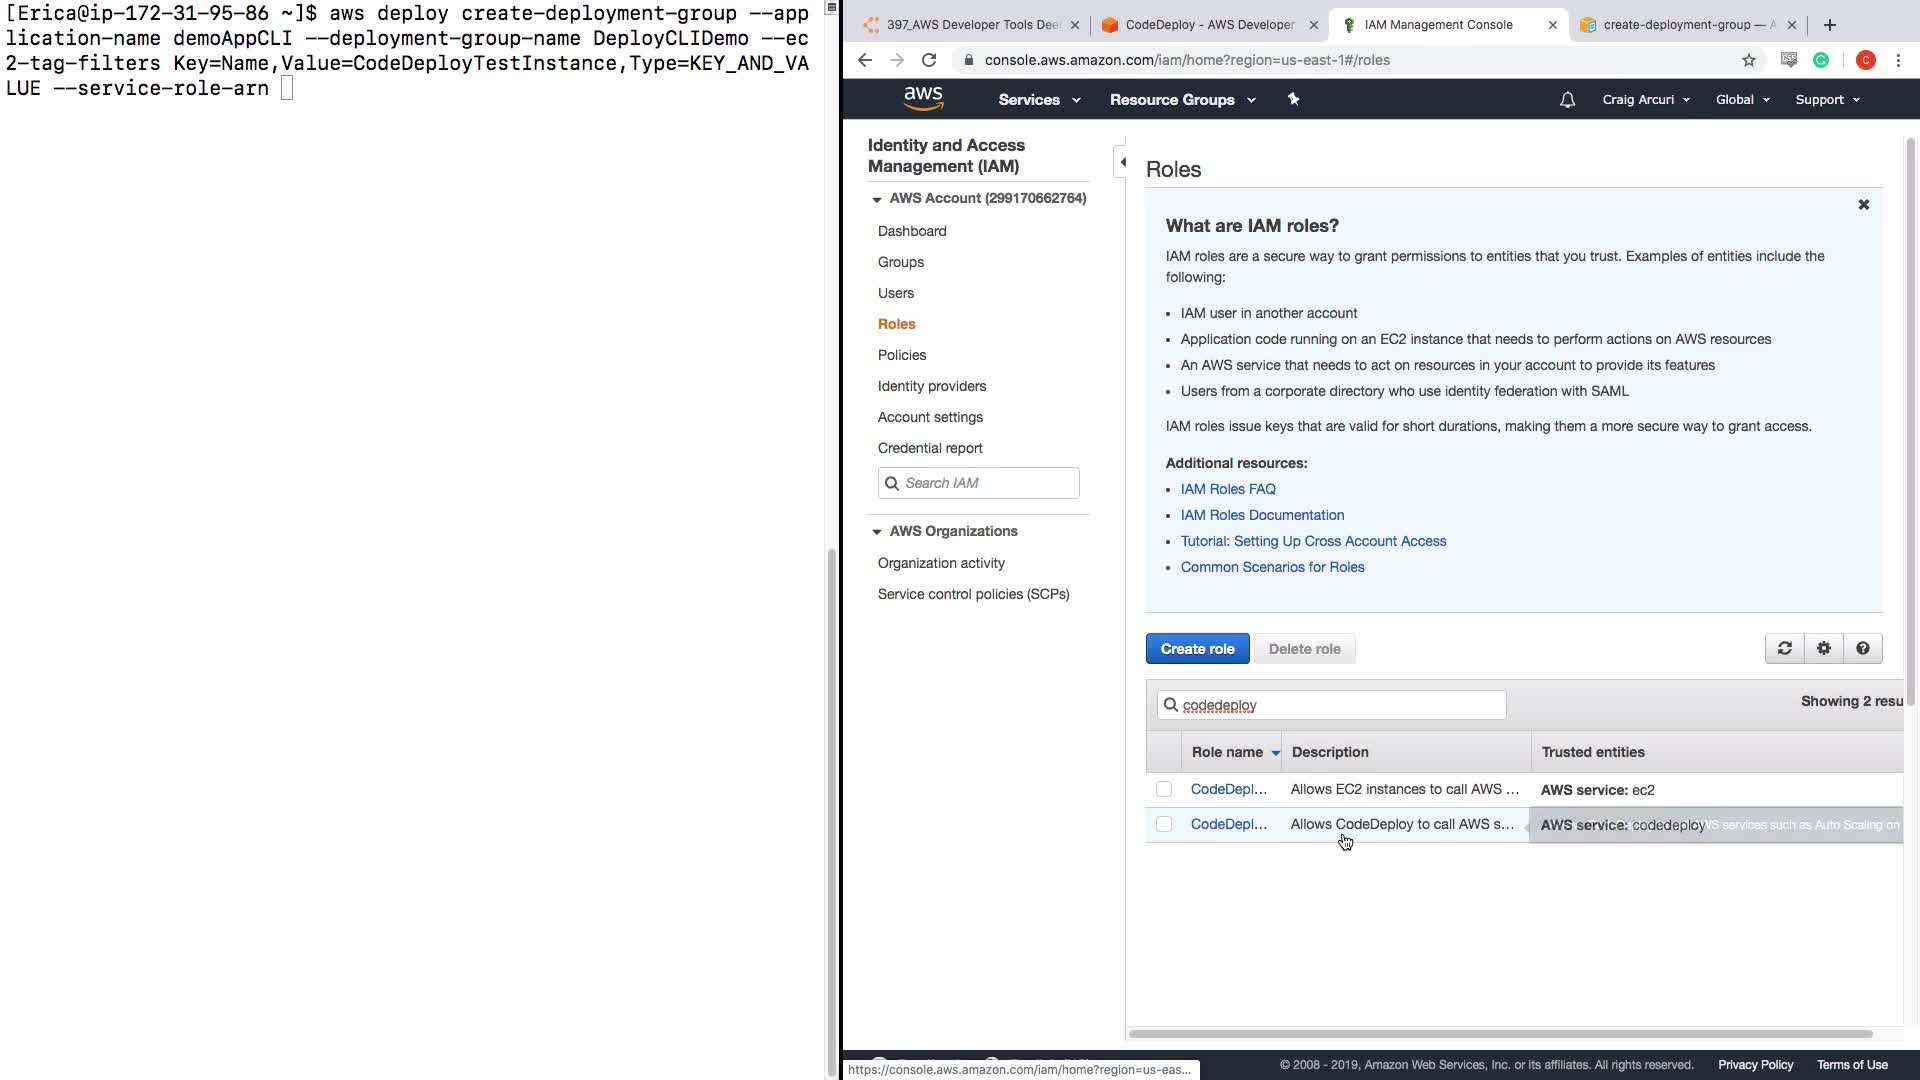 [Erica@ip-172-31-95-86 ~]$ aws deploy create-deployment-group --app
lication-name demoAppCLI --deployment-group-name DeployCLIDemo --ec
2-tag-filters Key=Name,Value=CodeDeployTestInstance,Type=KEY_AND_VA
LUE --service-role-arn
397_AWS Developer Tools Dee
CodeDeploy - AWS Developer
IAM Management Console
create-deployment-group — A
console.aws.amazon.com/iam/home?region=us-east-1#/roles
C
aws
Services
Resource Groups
Craig Arcuri
Global
Support
Identity and Access
Management (IAM)
AWS Account (299170662764)
Dashboard
Groups
Users
Roles
Policies
Identity providers
Account settings
Credential report
Search IAM
AWS Organizations
Organization activity
Service control policies (SCPs)
Roles
What are IAM roles?
IAM roles are a secure way to grant permissions to entities that you trust. Examples of entities include the
following:
• IAM user in another account
• Application code running on an EC2 instance that needs to perform actions on AWS resources
• An AWS service that needs to act on resources in your account to provide its features
• Users from a corporate directory who use identity federation with SAML
IAM roles issue keys that are valid for short durations, making them a more secure way to grant access.
Additional resources:
• IAM Roles FAQ
• IAM Roles Documentation
• Tutorial: Setting Up Cross Account Access
• Common Scenarios for Roles
Create role
Delete role
codedeploy
Showing 2 resu
Role name
Description
Trusted entities
CodeDepl...
Allows EC2 instances to call AWS ...
AWS service: ec2
CodeDepl...
Allows CodeDeploy to call AWS s...
AWS service: codedeploy
services such as Auto Scaling on
https://console.aws.amazon.com/iam/home?region=us-eas...
© 2008 - 2019, Amazon Web Services, Inc. or its affiliates. All rights reserved.
Privacy Policy
Terms of Use